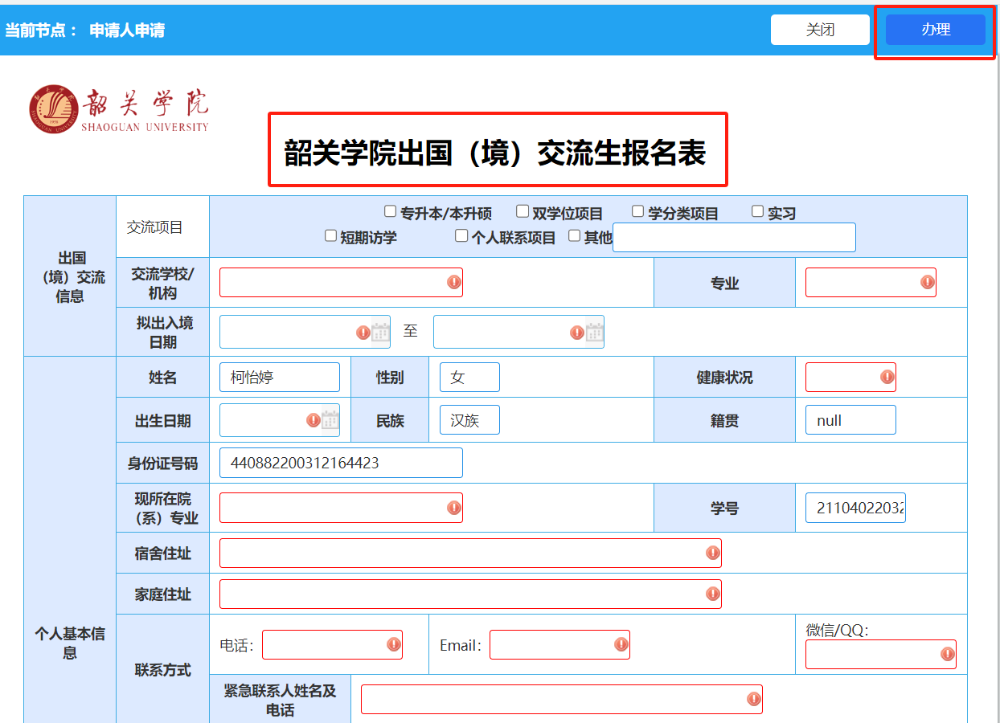 当前节点： 申请人申请
关闭
办理
韶关学院
SHAOGUAN UNIVERSITY
韶关学院出国（境）交流生报名表
出国
（境）交流
信息
交流项目
专升本/本升硕 双学位项目 学分类项目 实习
短期访学 个人联系项目 其他
交流学校/
机构
专业
拟出入境
日期
至
个人基本信
息
姓名
柯怡婷
性别
女
健康状况
出生日期
民族
汉族
籍贯
null
身份证号码
440882200312164423
现所在院
（系）专业
学号
21104022032
宿舍住址
家庭住址
联系方式
电话：
Email：
微信/QQ：
紧急联系人姓名及
电话